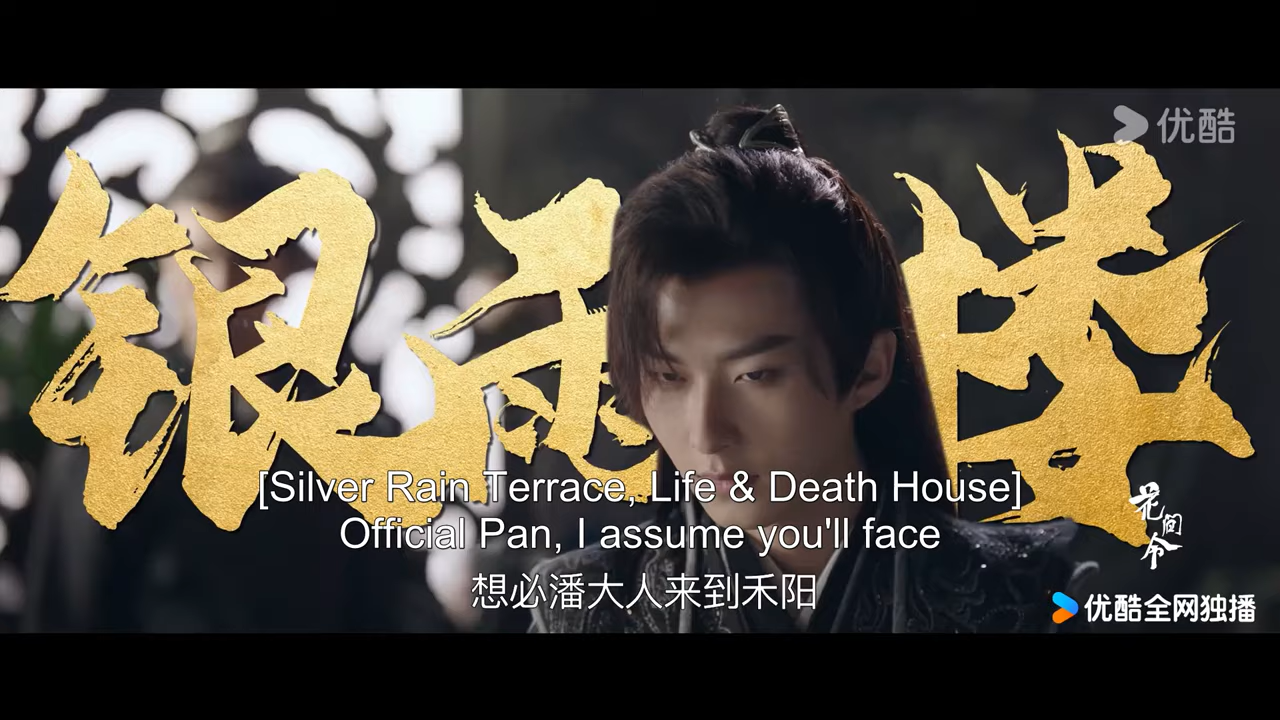 优酷
银雨楼
[Silver Rain Terrace, Life & Death House]
Official Pan, I assume you'll face
想必潘大人来到禾阳
花间令
优酷全网独播